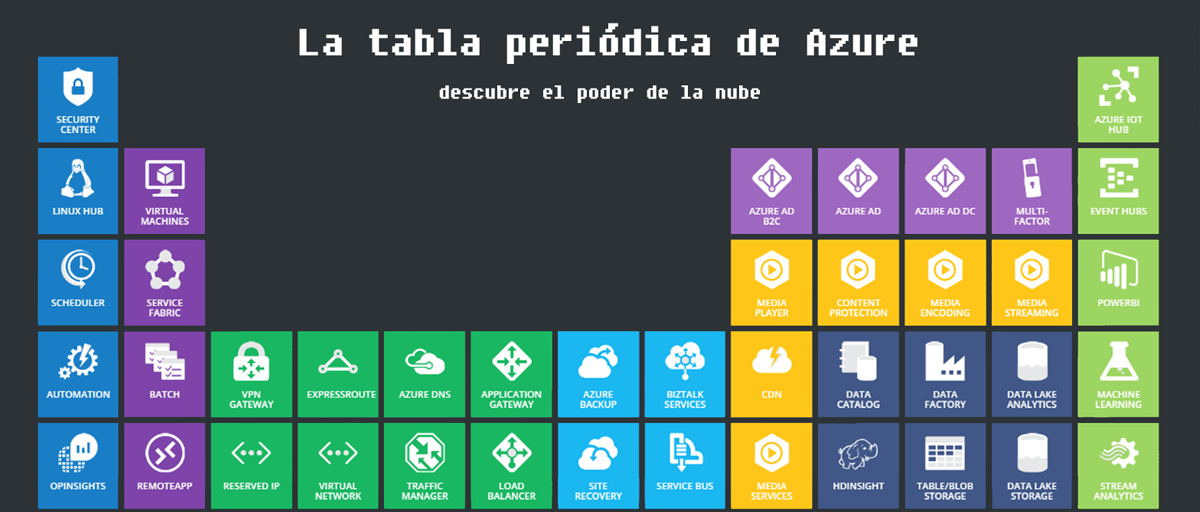 La tabla periódica de Azure
descubre el poder de la nube
SECURITY
CENTER
AZURE IOT
HUB
LINUX HUB
VIRTUAL
MACHINES
AZURE AD
B2C
AZURE AD
AZURE AD DC
MULTI-
FACTOR
EVENT HUBS
SCHEDULER
SERVICE
FABRIC
MEDIA
PLAYER
CONTENT
PROTECTION
MEDIA
ENCODING
MEDIA
STREAMING
POWERBI
AUTOMATION
BATCH
VPN
GATEWAY
EXPRESSROUTE
AZURE DNS
APPLICATION
GATEWAY
AZURE
BACKUP
BIZTALK
SERVICES
CDN
DATA
CATALOG
DATA
FACTORY
DATA LAKE
ANALYTICS
MACHINE
LEARNING
OPINSIGHTS
REMOTEAPP
RESERVED IP
VIRTUAL
NETWORK
TRAFFIC
MANAGER
LOAD
BALANCER
SITE
RECOVERY
SERVICE BUS
MEDIA
SERVICES
HDINSIGHT
TABLE/BLOB
STORAGE
DATA LAKE
STORAGE
STREAM
ANALYTICS